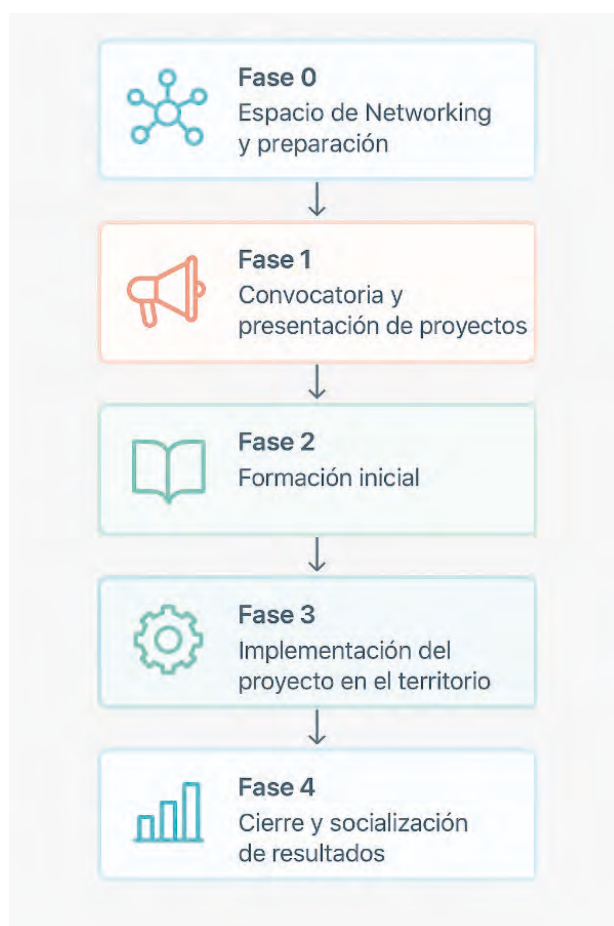 Fase 0
Espacio de Networking
y preparación
Fase 1
Convocatoria y
presentación de proyectos
Fase 2
Formación inicial
Fase 3
Implementación del
proyecto en el territorio
Fase 4
Cierre y socialización
de resultados